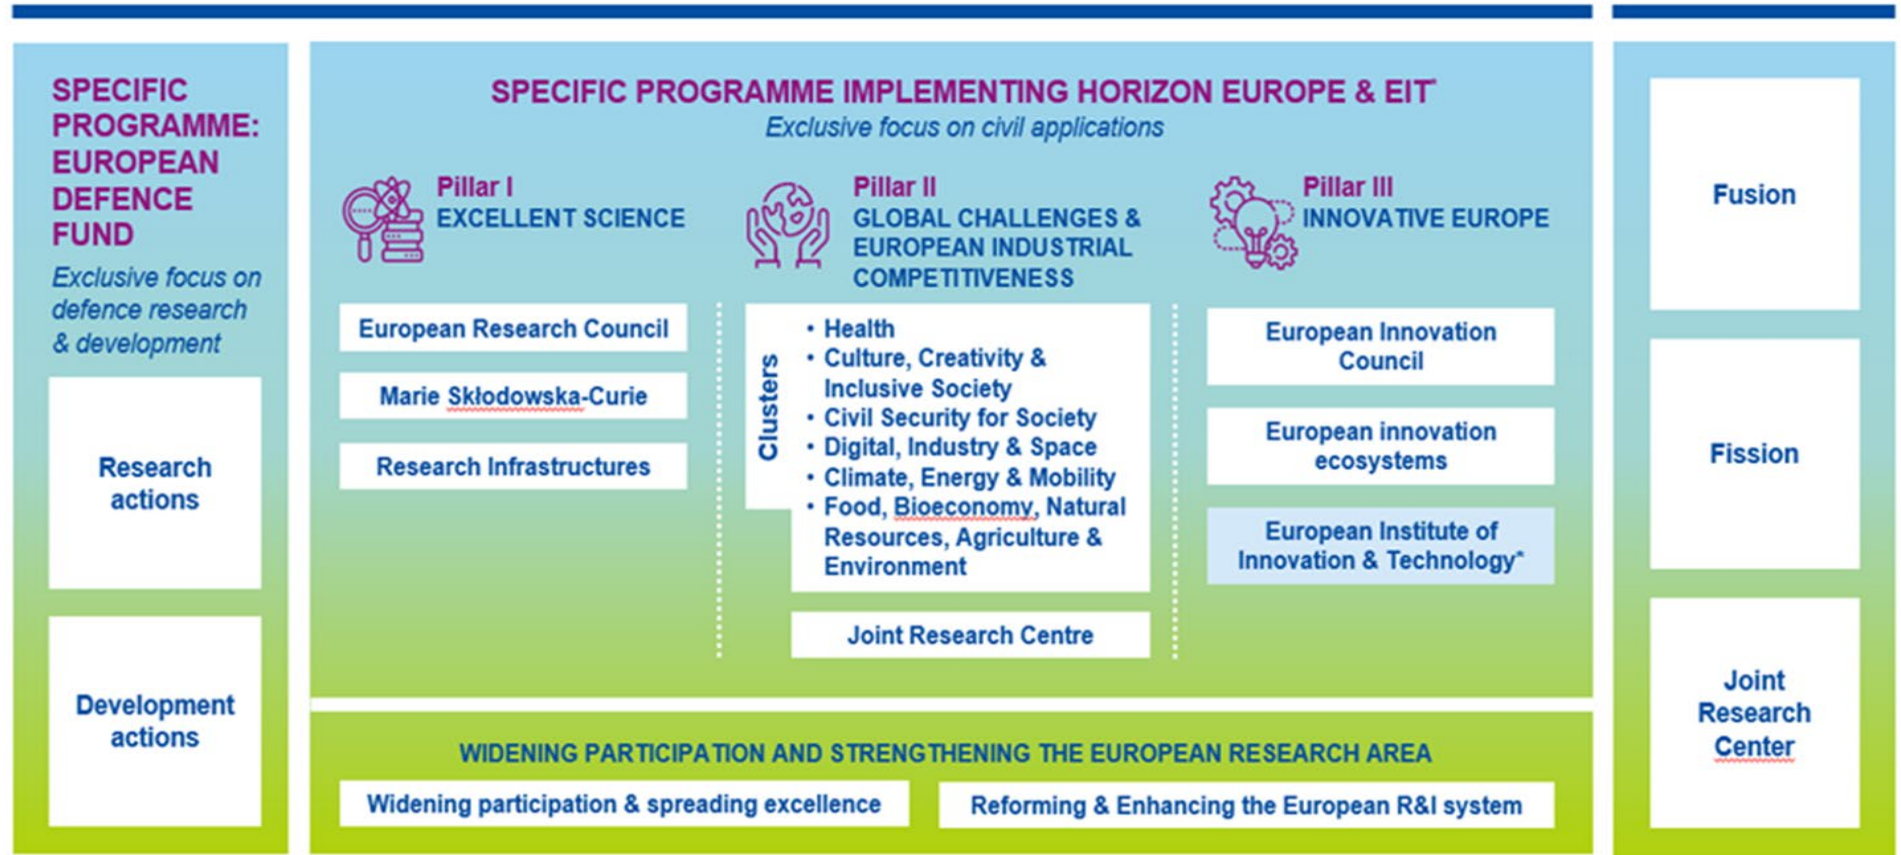 SPECIFIC
PROGRAMME:
EUROPEAN
DEFENCE
FUND
Exclusive focus on
defence research
& development
Research
actions
Development
actions
SPECIFIC PROGRAMME IMPLEMENTING HORIZON EUROPE & EIT*
Exclusive focus on civil applications
Pillar I
EXCELLENT SCIENCE
European Research Council
Marie Skłodowska-Curie
Research Infrastructures
Pillar II
GLOBAL CHALLENGES &
EUROPEAN INDUSTRIAL
COMPETITIVENESS
Clusters
• Health
• Culture, Creativity &
Inclusive Society
• Civil Security for Society
• Digital, Industry & Space
• Climate, Energy & Mobility
• Food, Bioeconomy, Natural
Resources, Agriculture &
Environment
Joint Research Centre
Pillar III
INNOVATIVE EUROPE
European Innovation
Council
European innovation
ecosystems
European Institute of
Innovation & Technology*
WIDENING PARTICIPATION AND STRENGTHENING THE EUROPEAN RESEARCH AREA
Widening participation & spreading excellence
Reforming & Enhancing the European R&I system
Fusion
Fission
Joint
Research
Center